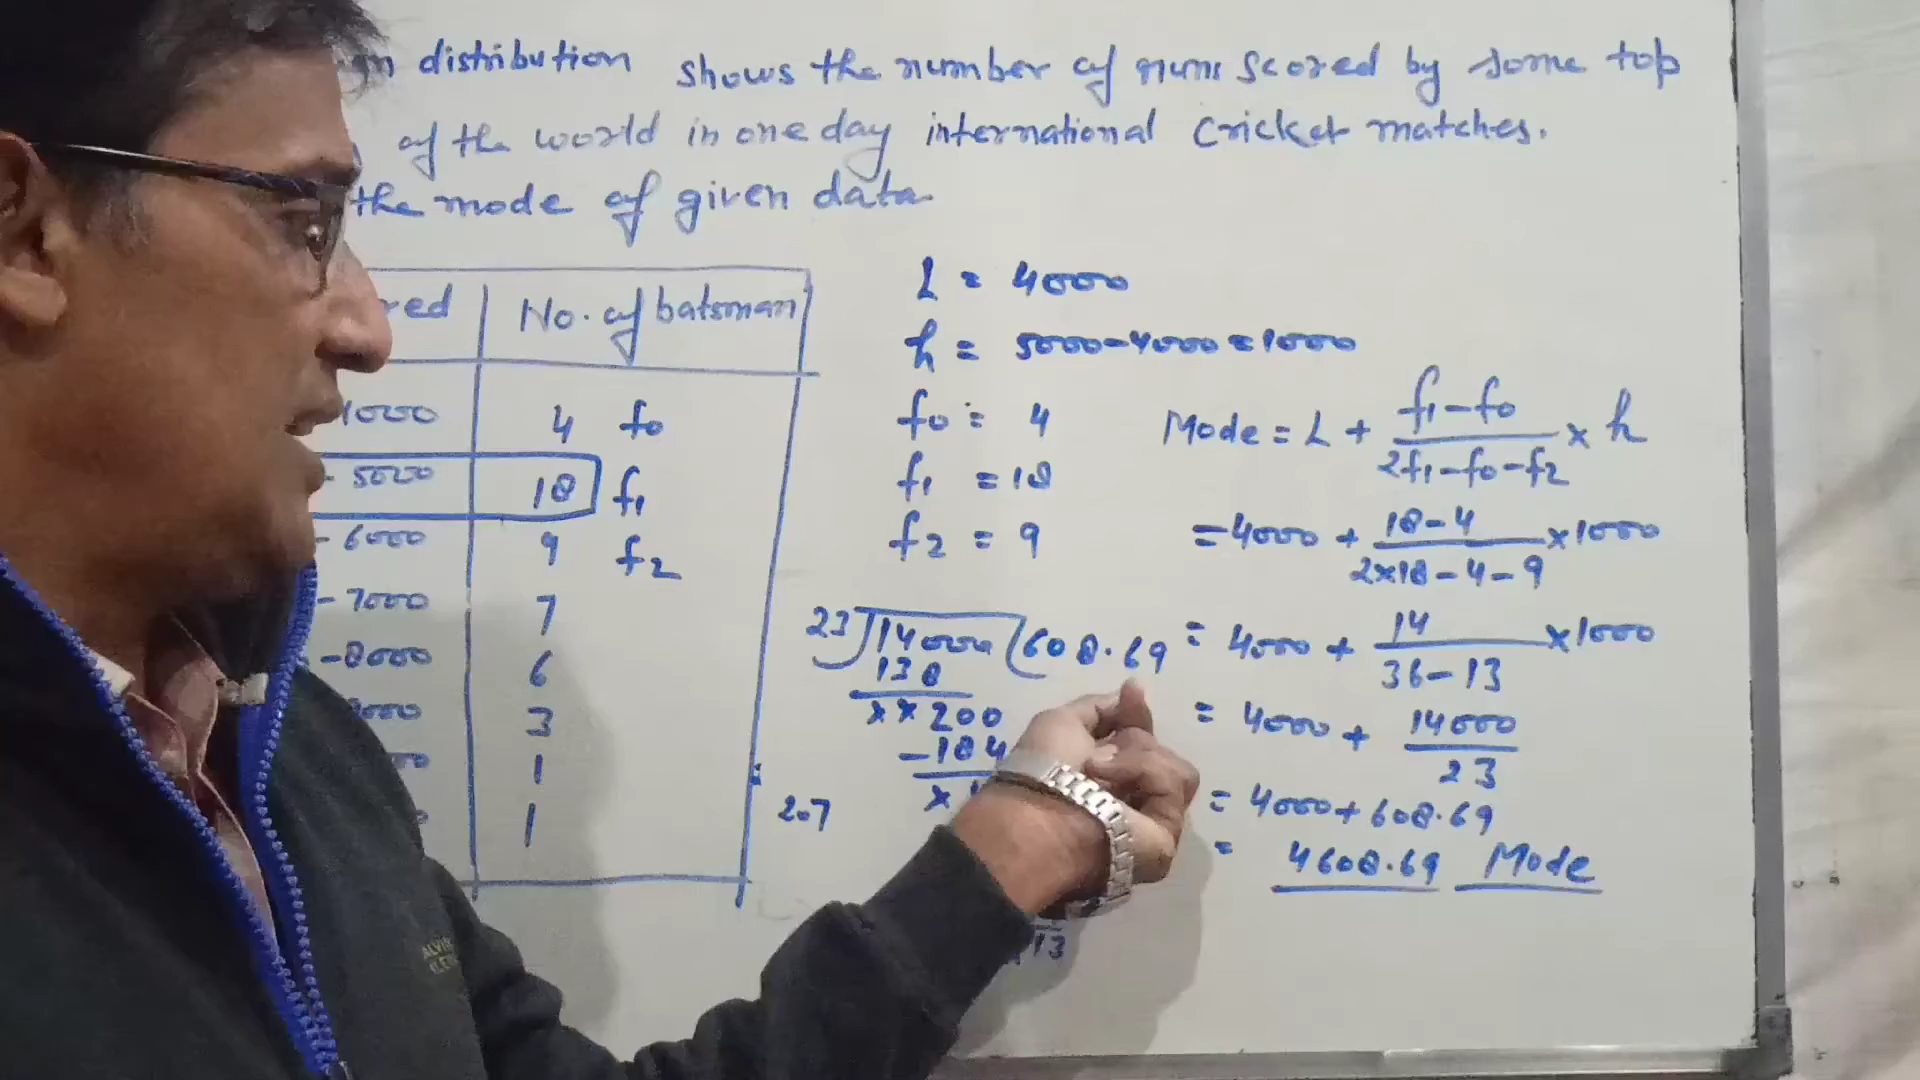 distribution shows the number of runs scored by some top
of the world in one day international cricket matches.
the mode of given data
red No. of batsman
1000 4 f0
- 5000 18 f1
- 6000 9 f2
- 7000 7
- 8000 6
000 3
1
1
L = 4000
h = 5000-4000=1000
f0 = 4
f1 = 18
f2 = 9
Mode = L + f1-f0 / 2f1-f0-f2 × h
= 4000 + 18-4 / 2×18-4-9 ×1000
= 4000 + 14 / 36-13 ×1000
= 4000 + 14000 / 23
= 4000 + 608.69
= 4608.69 Mode
23 14000 608.69
138
×× 200
-184
207
13